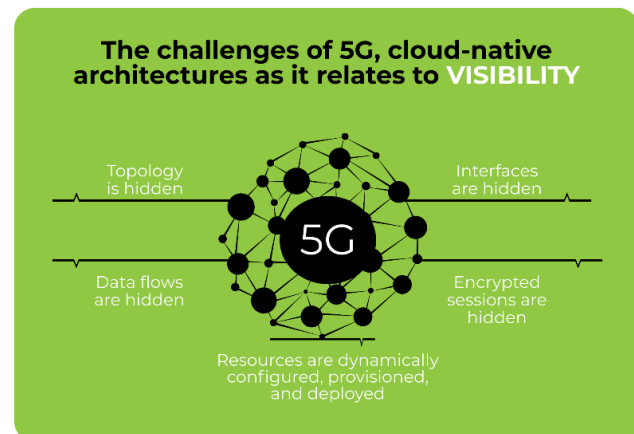 The challenges of 5G, cloud-native
architectures as it relates to VISIBILITY
Topology
is hidden
Interfaces
are hidden
5G
Data flows
are hidden
Encrypted
sessions are
hidden
Resources are dynamically
configured, provisioned,
and deployed